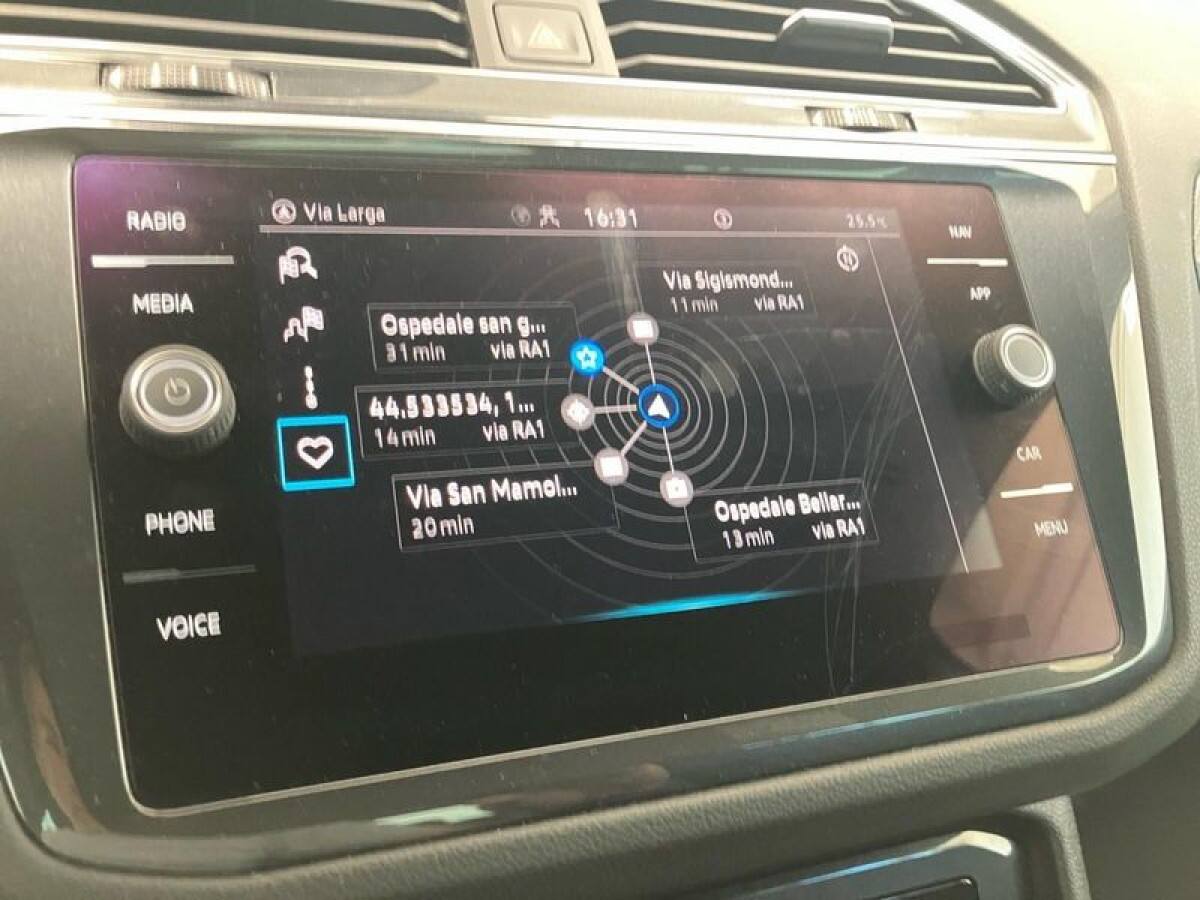 RADIO
MEDIA
PHONE
VOICE
Via Larga
16:31
25.5°C
Via Sigismond...
11 min via RA1
Ospedale san g...
31 min via RA1
44.533534, 1...
14 min via RA1
Via San Mamol...
20 min
Ospedale Bellar...
13 min via RA1
N
NAV
APP
CAR
MENU